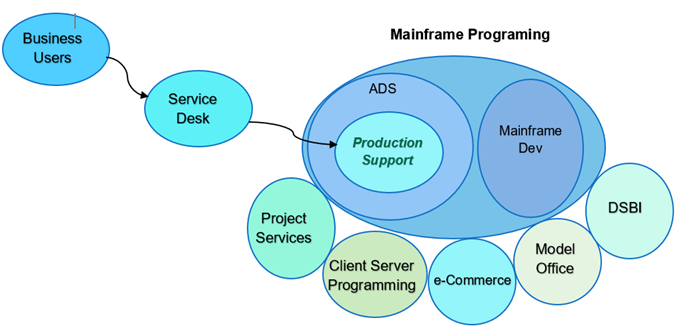 Mainframe Programing
Business
Users
Service
Desk
ADS
Production
Support
Mainframe
Dev
Project
Services
Client Server
Programming
e-Commerce
Model
Office
DSBI